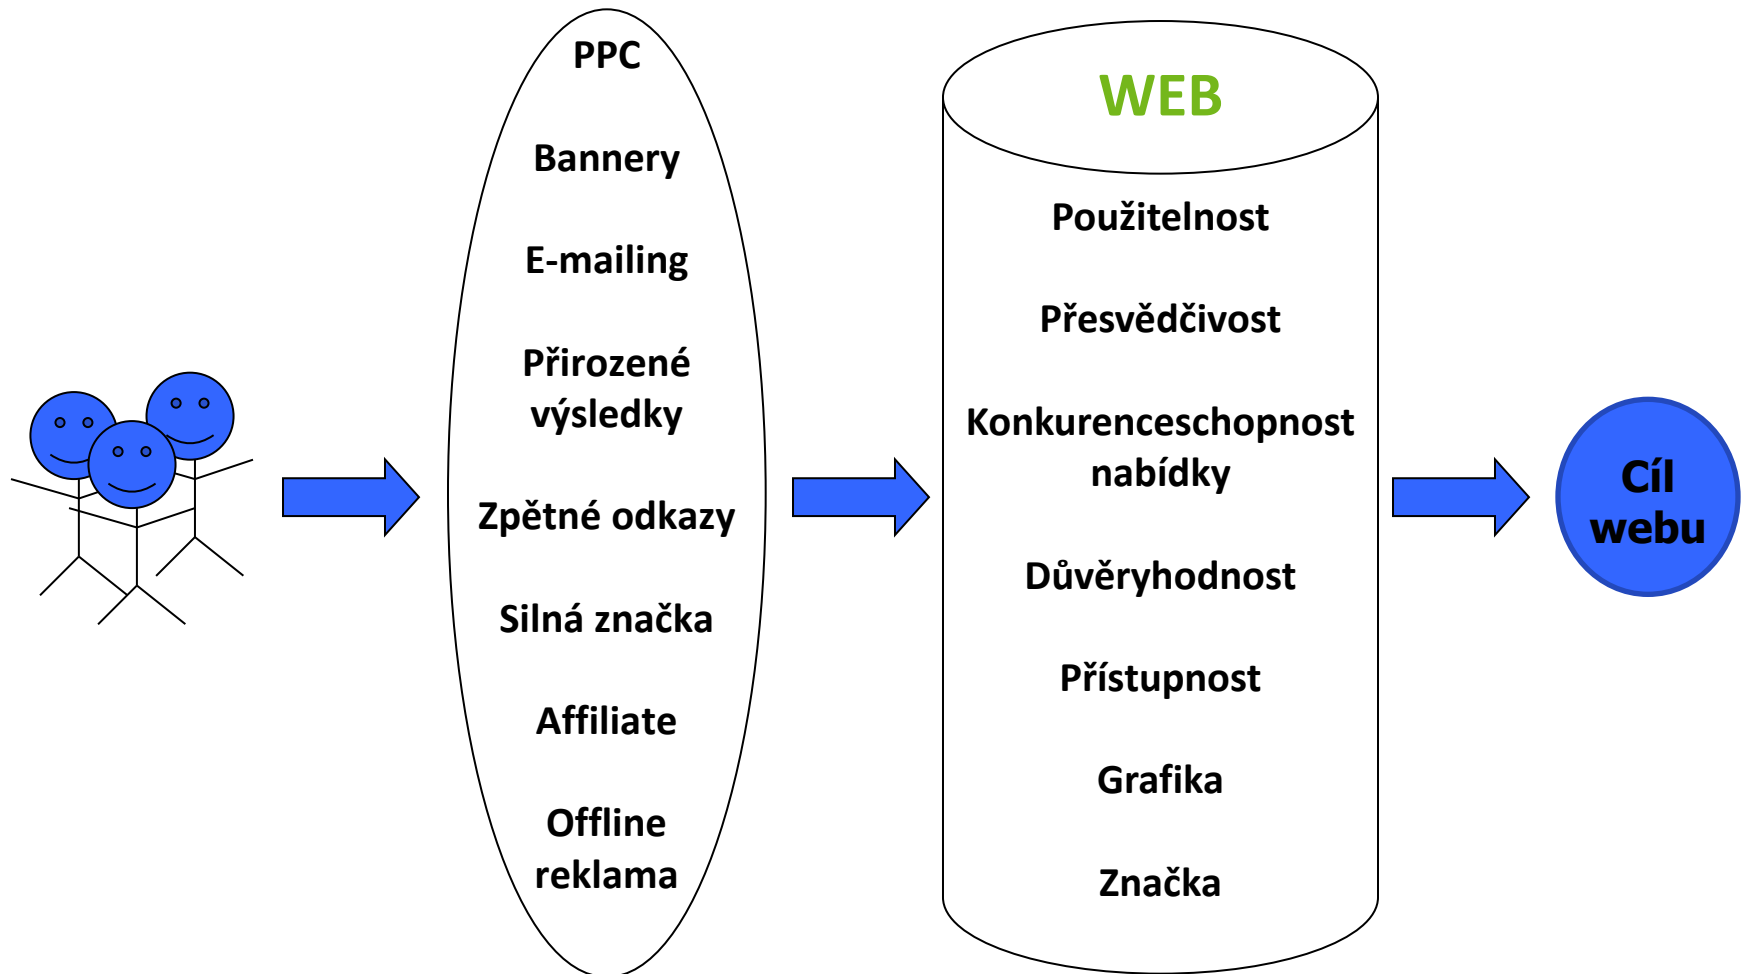 PPC
Bannery
E-mailing
Přirozené
výsledky
Zpětné odkazy
Silná značka
Affiliate
Offline
reklama
WEB
Použitelnost
Přesvědčivost
Konkurenceschopnost
nabídky
Důvěryhodnost
Přístupnost
Grafika
Značka
Cíl
webu